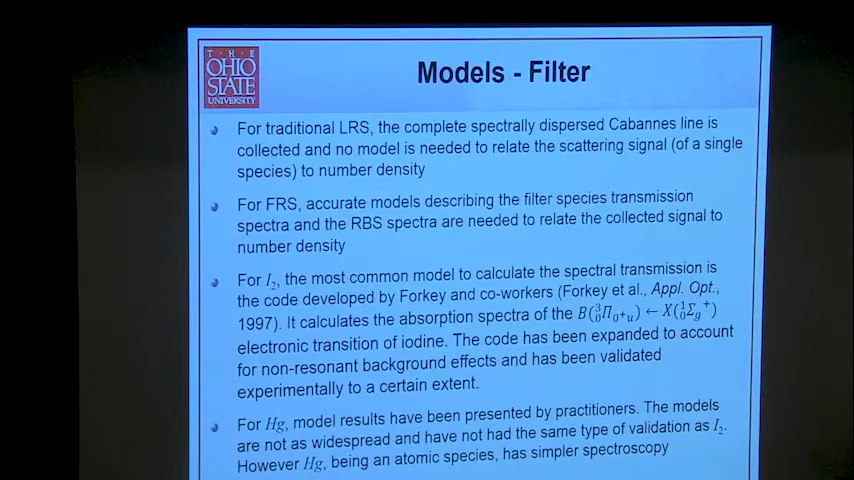 T · H · E
OHIO
STATE
UNIVERSITY
Models - Filter
For traditional LRS, the complete spectrally dispersed Cabannes line is
collected and no model is needed to relate the scattering signal (of a single
species) to number density
For FRS, accurate models describing the filter species transmission
spectra and the RBS spectra are needed to relate the collected signal to
number density
For I₂, the most common model to calculate the spectral transmission is
the code developed by Forkey and co-workers (Forkey et al., Appl. Opt.,
1997). It calculates the absorption spectra of the B(³₀Π₀⁺ᵤ) ← X(¹₀Σg⁺)
electronic transition of iodine. The code has been expanded to account
for non-resonant background effects and has been validated
experimentally to a certain extent.
For Hg, model results have been presented by practitioners. The models
are not as widespread and have not had the same type of validation as I₂.
However Hg, being an atomic species, has simpler spectroscopy